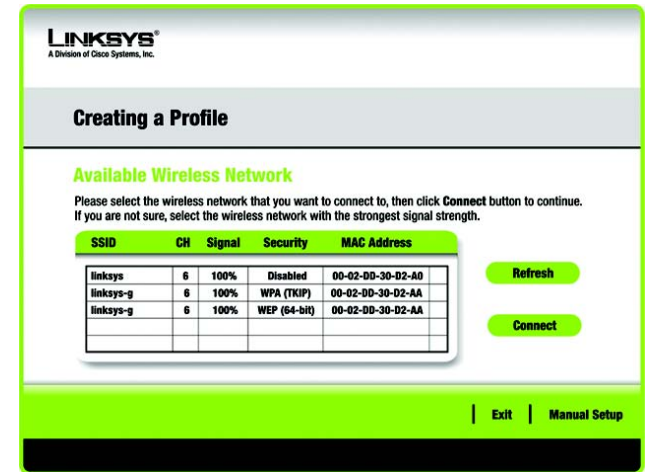 LINKSYS®
A Division of Cisco Systems, Inc.
Creating a Profile
Available Wireless Network
Please select the wireless network that you want to connect to, then click Connect button to continue.
If you are not sure, select the wireless network with the strongest signal strength.
SSID CH Signal Security MAC Address
linksys 6 100% Disabled 00-02-DD-30-D2-A0
linksys-g 6 100% WPA (TKIP) 00-02-DD-30-D2-AA
linksys-g 6 100% WEP (64-bit) 00-02-DD-30-D2-AA
Refresh
Connect
Exit Manual Setup